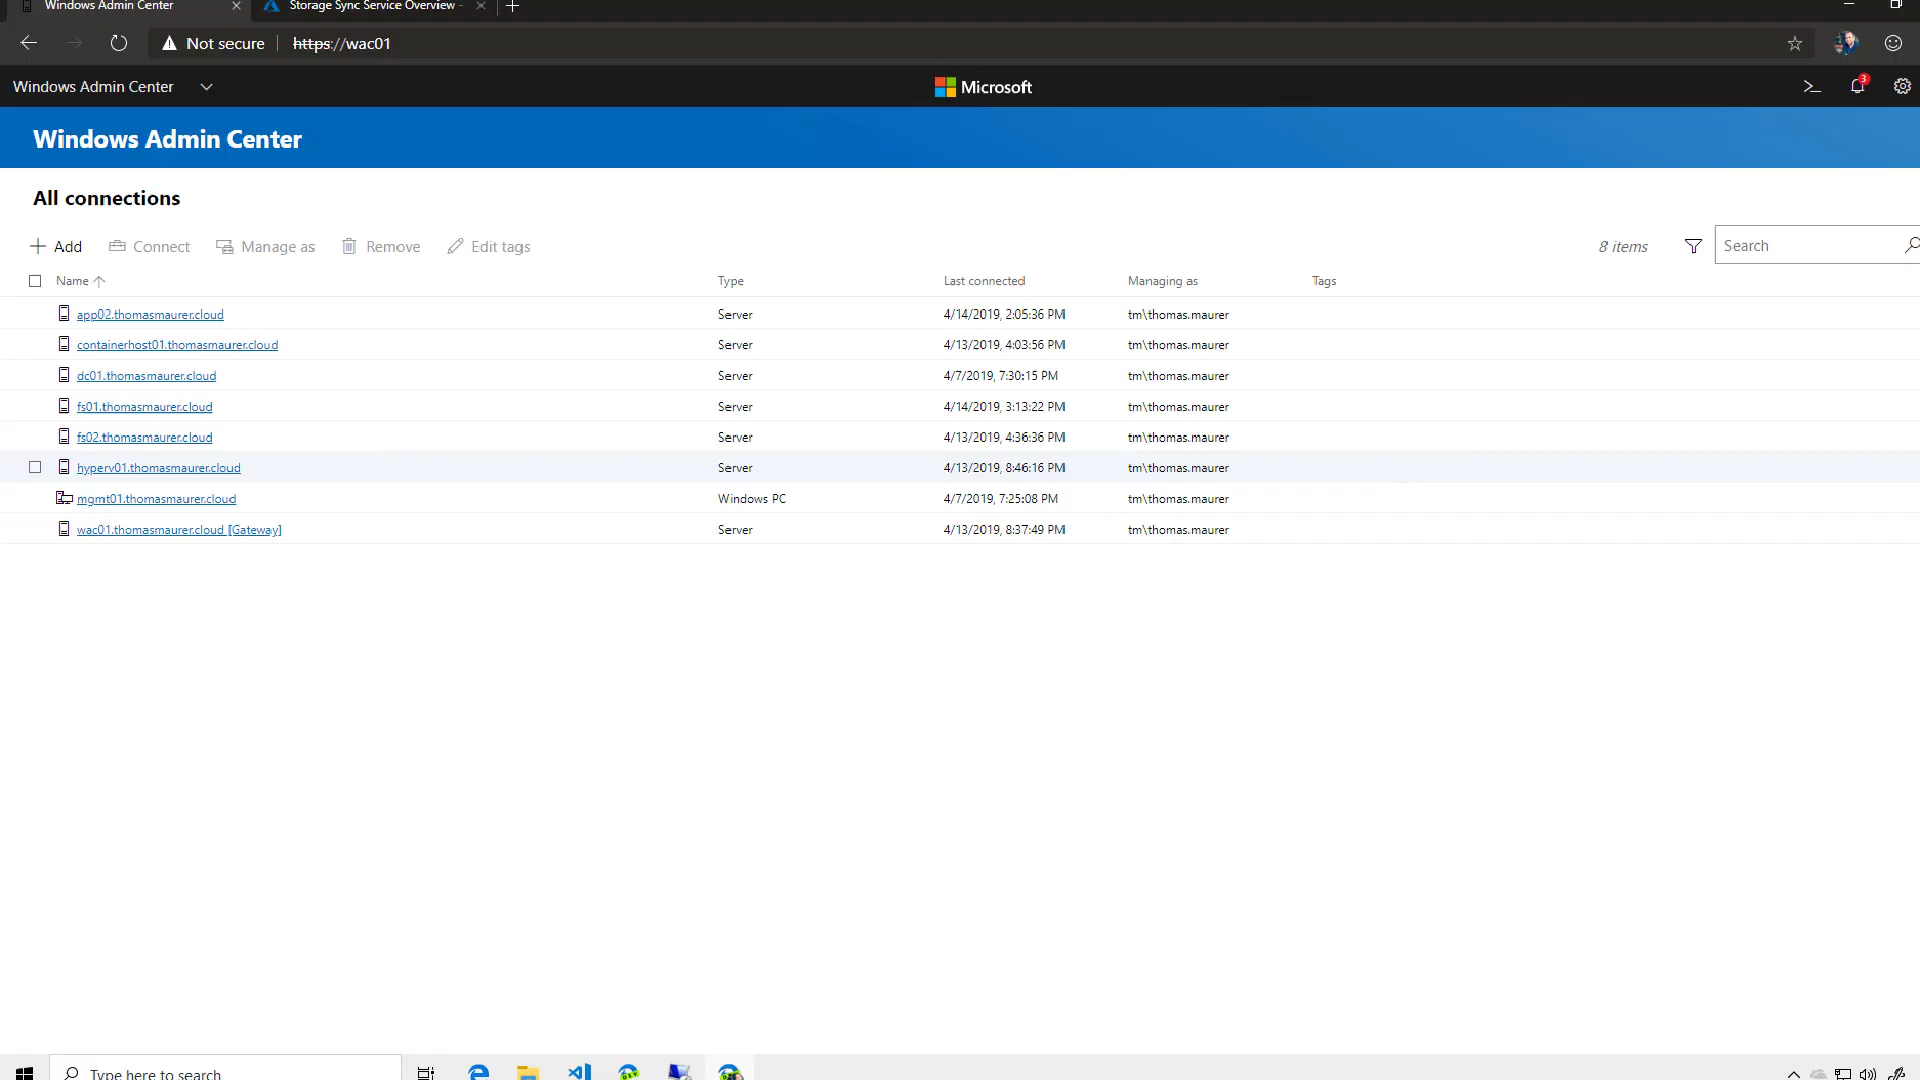 Windows Admin Center
Storage Sync Service Overview -
Not secure https://wac01
Windows Admin Center
Microsoft
3
Windows Admin Center
All connections
Add Connect Manage as Remove Edit tags 8 items Search
Name Type Last connected Managing as Tags
app02.thomasmaurer.cloud Server 4/14/2019, 2:05:36 PM tm\thomas.maurer
containerhost01.thomasmaurer.cloud Server 4/13/2019, 4:03:56 PM tm\thomas.maurer
dc01.thomasmaurer.cloud Server 4/7/2019, 7:30:15 PM tm\thomas.maurer
fs01.thomasmaurer.cloud Server 4/14/2019, 3:13:22 PM tm\thomas.maurer
fs02.thomasmaurer.cloud Server 4/13/2019, 4:36:36 PM tm\thomas.maurer
hyperv01.thomasmaurer.cloud Server 4/13/2019, 8:46:16 PM tm\thomas.maurer
mgmt01.thomasmaurer.cloud Windows PC 4/7/2019, 7:25:08 PM tm\thomas.maurer
wac01.thomasmaurer.cloud [Gateway] Server 4/13/2019, 8:37:49 PM tm\thomas.maurer
Type here to search
DEV